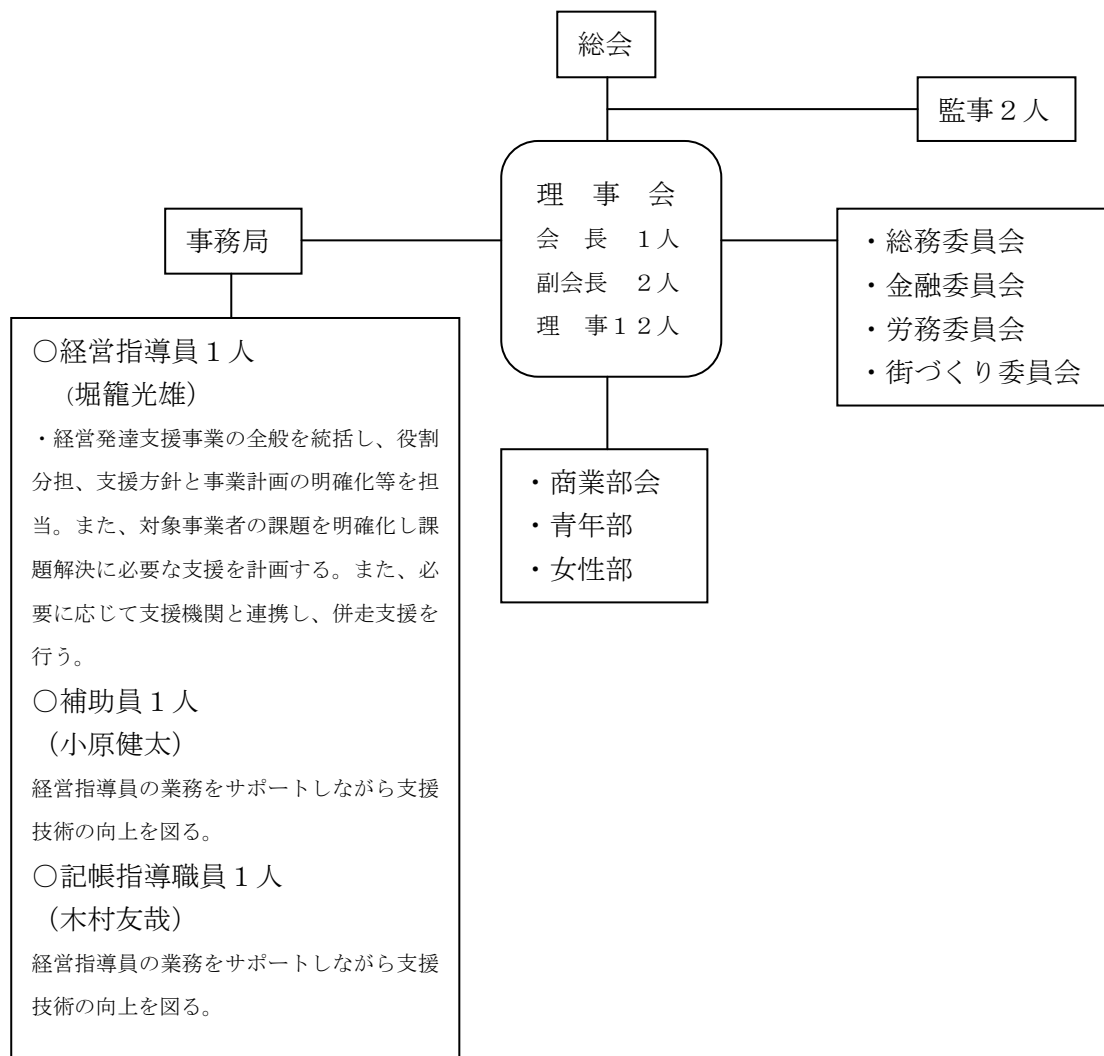 総会
監事２人
理　事　会
会　長　１人
副会長　２人
理　事１２人
事務局
・総務委員会
・金融委員会
・労務委員会
・街づくり委員会
○経営指導員１人
（堀籠光雄）
・経営発達支援事業の全般を統括し、役割
分担、支援方針と事業計画の明確化等を担
当。また、対象事業者の課題を明確化し課
題解決に必要な支援を計画する。また、必
要に応じて支援機関と連携し、併走支援を
行う。
○補助員１人
（小原健太）
経営指導員の業務をサポートしながら支援
技術の向上を図る。
○記帳指導職員１人
（木村友哉）
経営指導員の業務をサポートしながら支援
技術の向上を図る。
・商業部会
・青年部
・女性部